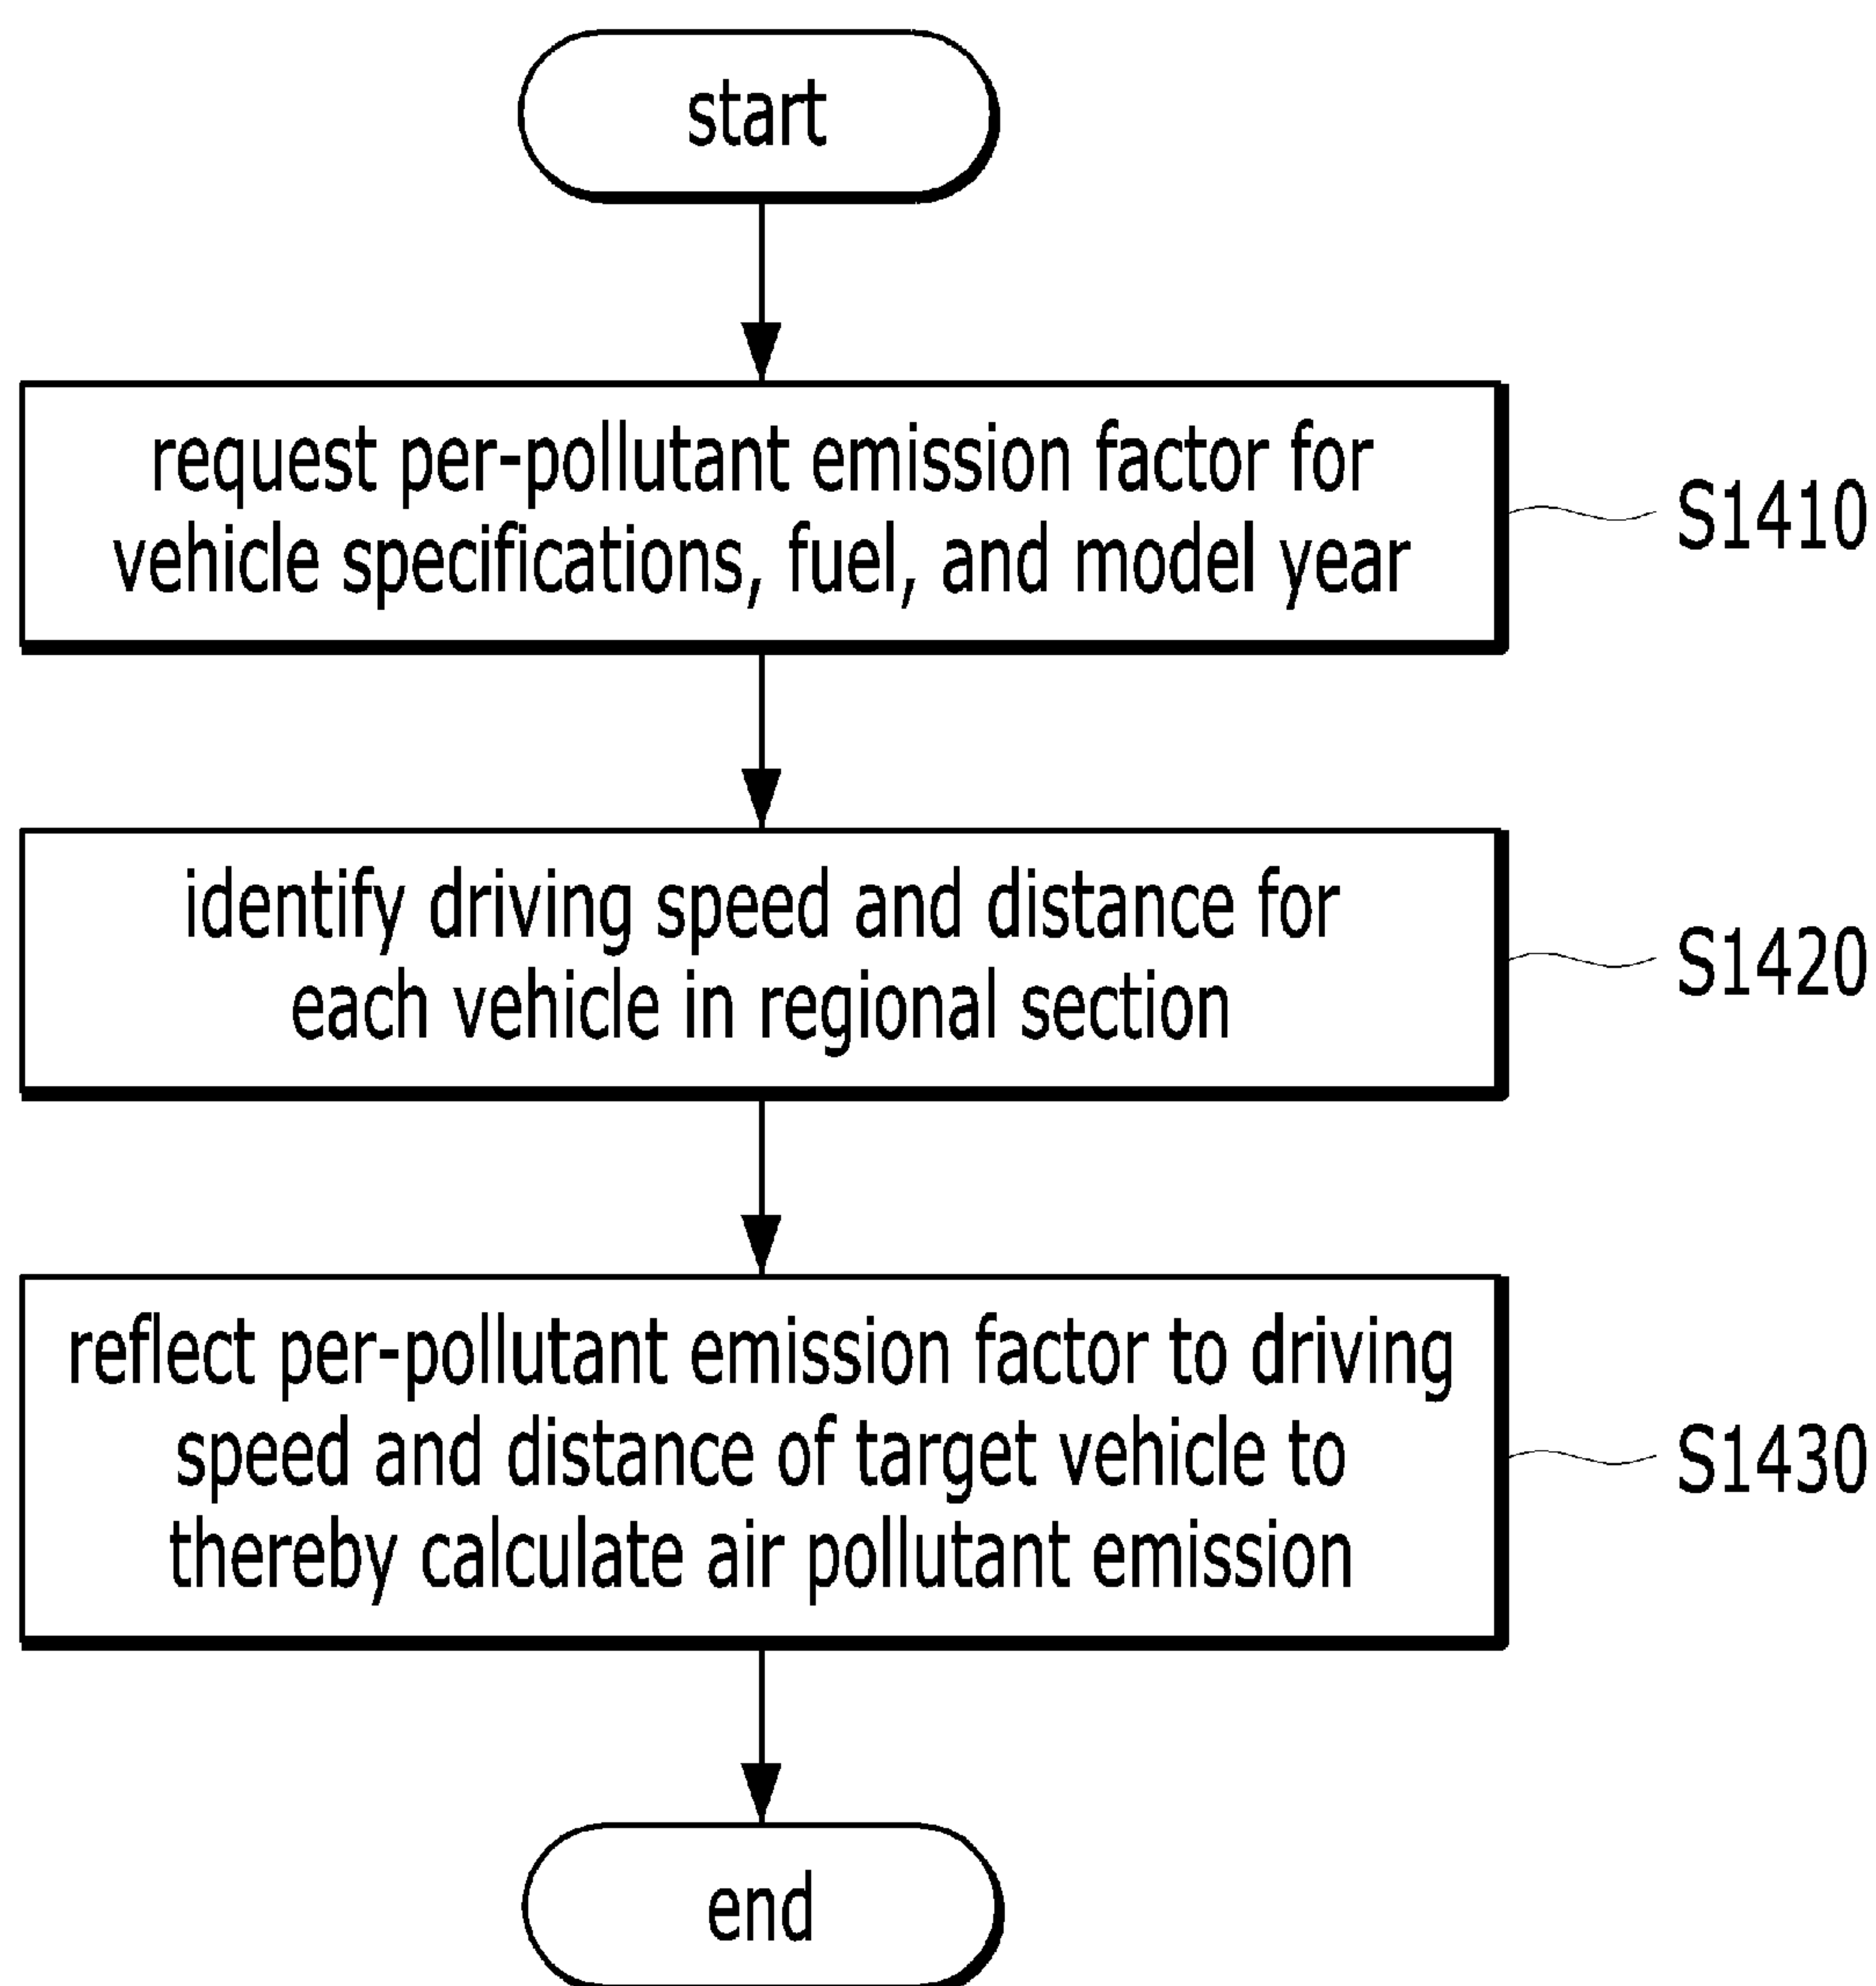 start
request per-pollutant emission factor for
vehicle specifications, fuel, and model year
S1410
identify driving speed and distance for
each vehicle in regional section
S1420
reflect per-pollutant emission factor to driving
speed and distance of target vehicle to
thereby calculate air pollutant emission
S1430
end